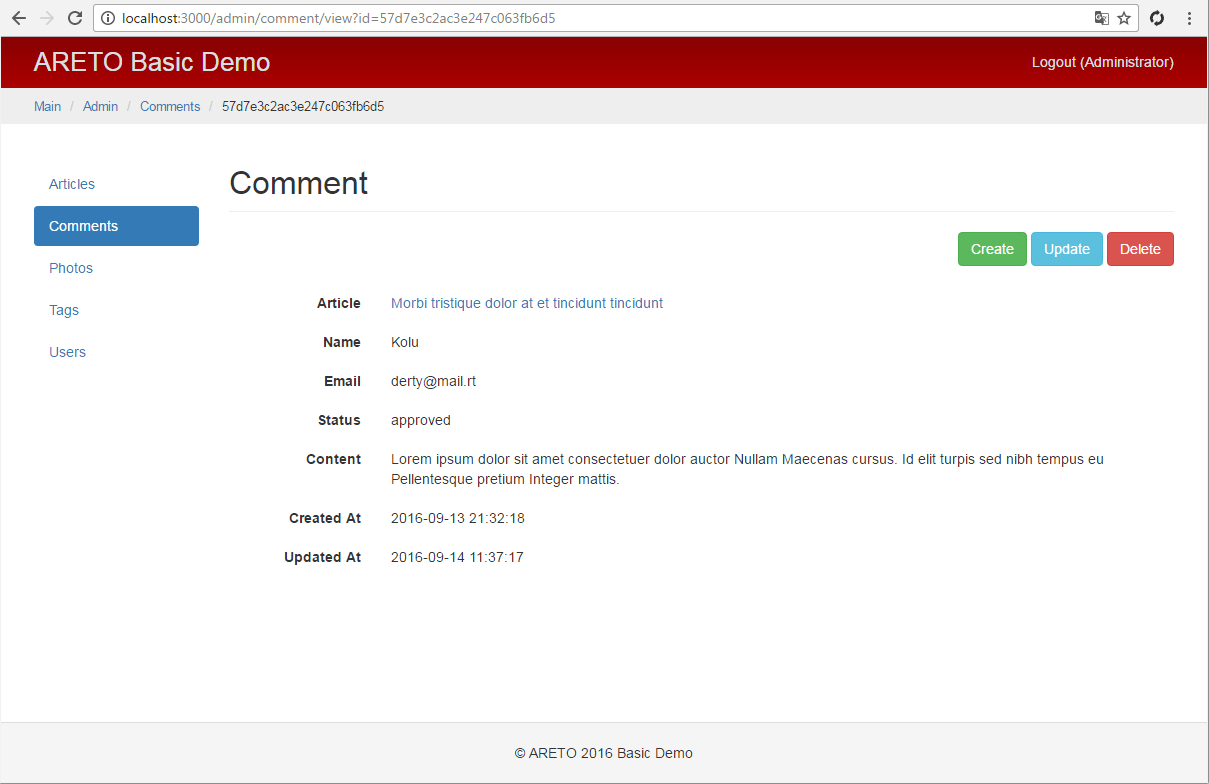 localhost:3000/admin/comment/view?id=57d7e3c2ac3e247c063fb6d5
ARETO Basic Demo
Logout (Administrator)
Main / Admin / Comments / 57d7e3c2ac3e247c063fb6d5
Articles
Comments
Photos
Tags
Users
Comment
Create Update Delete
Article Morbi tristique dolor at et tincidunt tincidunt
Name Kolu
Email derty@mail.rt
Status approved
Content Lorem ipsum dolor sit amet consectetuer dolor auctor Nullam Maecenas cursus. Id elit turpis sed nibh tempus eu
Pellentesque pretium Integer mattis.
Created At 2016-09-13 21:32:18
Updated At 2016-09-14 11:37:17
© ARETO 2016 Basic Demo